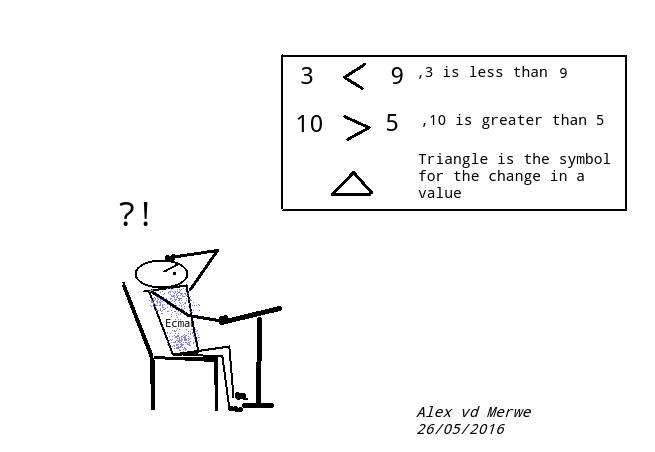 3 < 9 ,3 is less than 9
10 > 5 ,10 is greater than 5
Triangle is the symbol
for the change in a
value
?!
Ecma
Alex vd Merwe
26/05/2016